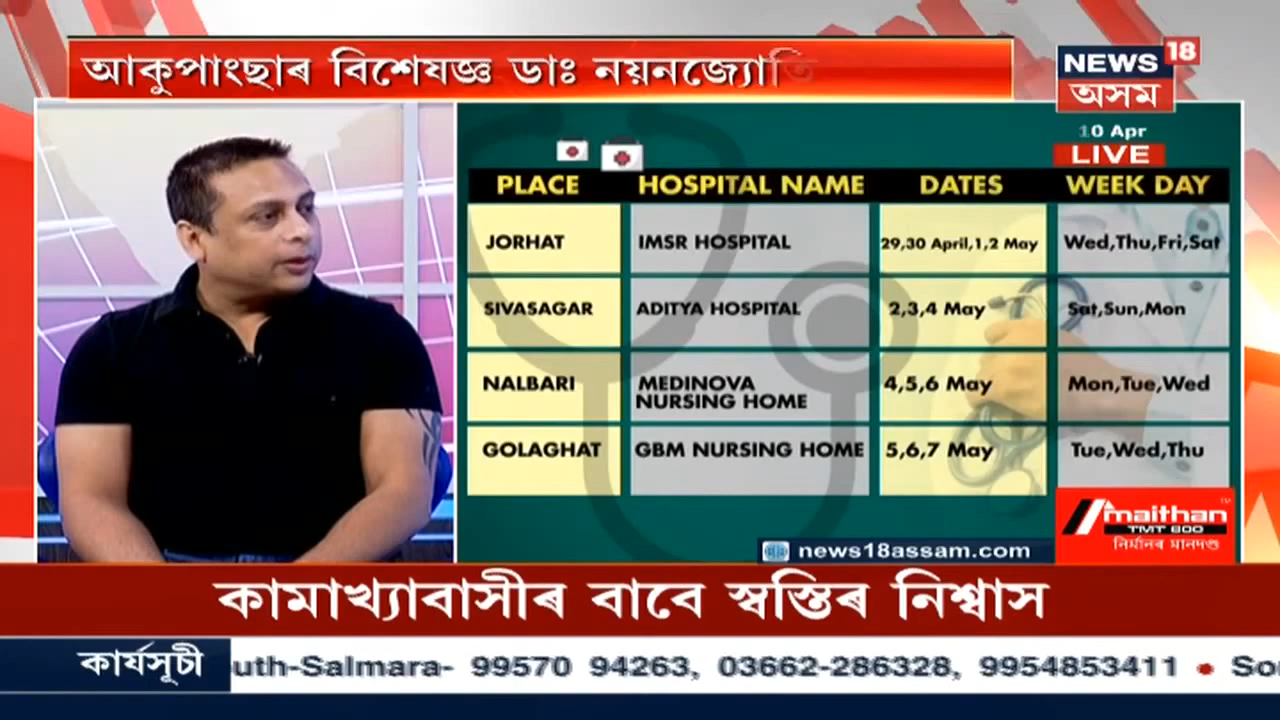 আকুপাংছাৰ বিশেষজ্ঞ ডাঃ নয়নজ্যোতি
NEWS 18
অসম
10 Apr
LIVE
PLACE HOSPITAL NAME DATES WEEK DAY
JORHAT IMSR HOSPITAL 29,30 April,1,2 May Wed,Thu,Fri,Sat
SIVASAGAR ADITYA HOSPITAL 2,3,4 May Sat,Sun,Mon
NALBARI MEDINOVA NURSING HOME 4,5,6 May Mon,Tue,Wed
GOLAGHAT GBM NURSING HOME 5,6,7 May Tue,Wed,Thu
maithan
TMT 600
নিৰ্মানৰ মানদণ্ড
news18assam.com
কামাখ্যাবাসীৰ বাবে স্বস্তিৰ নিশ্বাস
কাৰ্যসূচী uth-Salmara- 99570 94263, 03662-286328, 9954853411 • Son